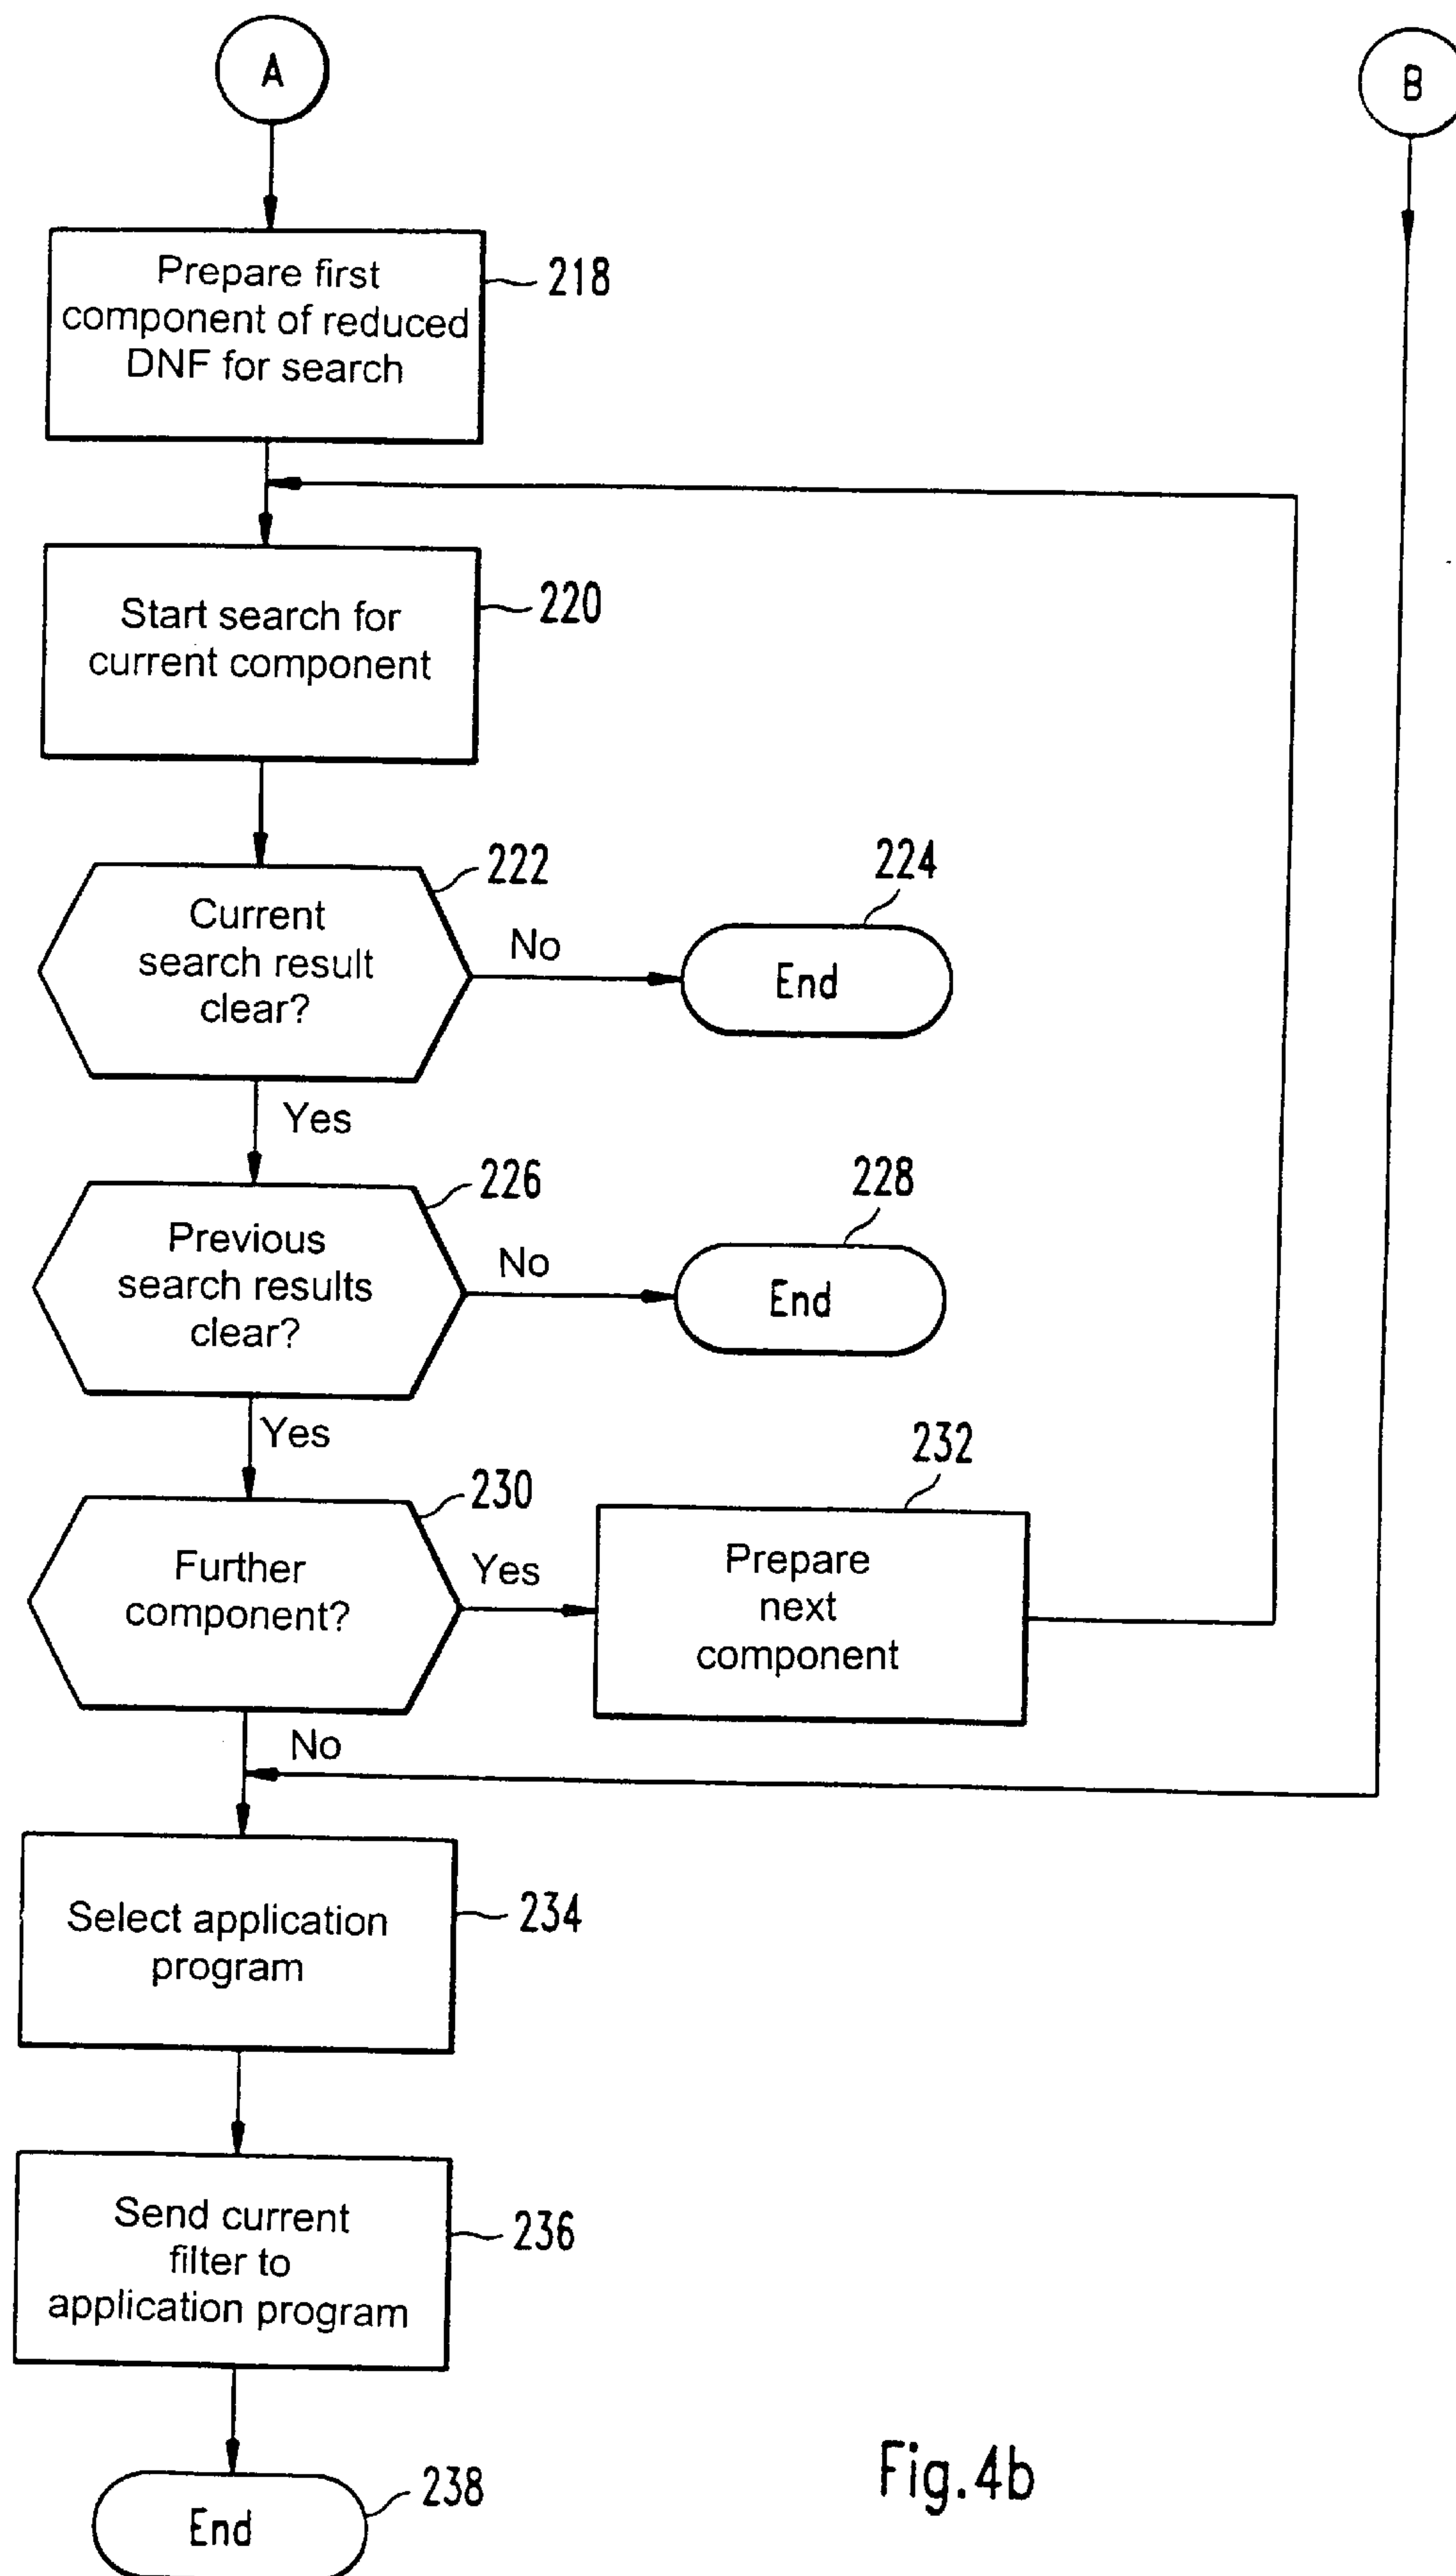 A
B
Prepare first
component of reduced
DNF for search
218
Start search for
current component
220
222
Current
search result
clear?
No
224
End
Yes
226
Previous
search results
clear?
No
228
End
Yes
230
Further
component?
Yes
232
Prepare
next
component
No
Select application
program
234
Send current
filter to
application program
236
End
238
Fig.4b